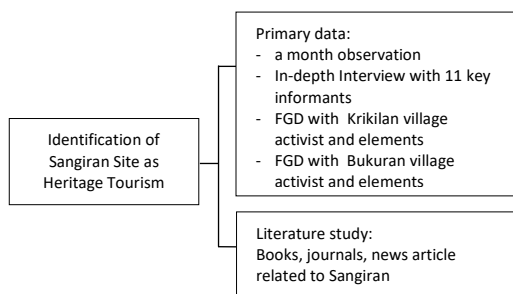 Primary data:
- a month observation
- In-depth Interview with 11 key
informants
- FGD with Krikilan village
activist and elements
- FGD with Bukuran village
activist and elements
Identification of
Sangiran Site as
Heritage Tourism
Literature study:
Books, journals, news article
related to Sangiran